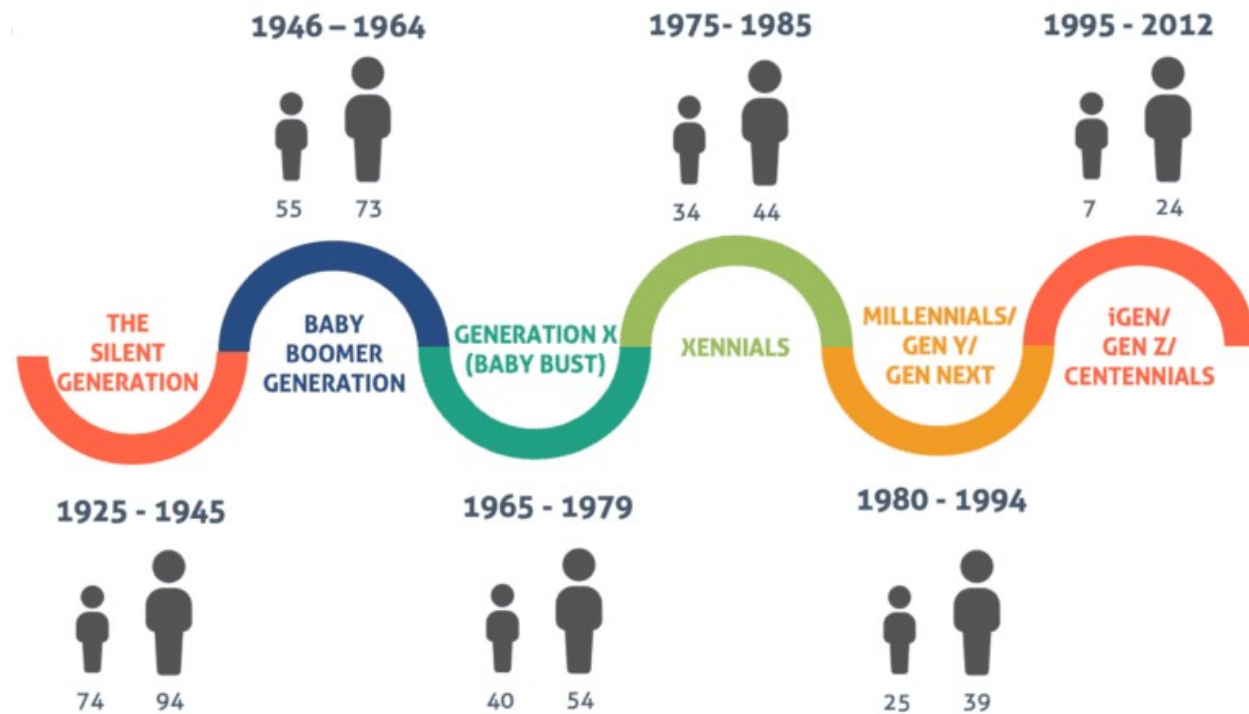 1946 – 1964
1975- 1985
1995 - 2012
55 73
34 44
7 24
THE
SILENT
GENERATION
BABY
BOOMER
GENERATION
GENERATION X
(BABY BUST)
XENNIALS
MILLENNIALS/
GEN Y/
GEN NEXT
iGEN/
GEN Z/
CENTENNIALS
1925 - 1945
1965 - 1979
1980 - 1994
74 94
40 54
25 39